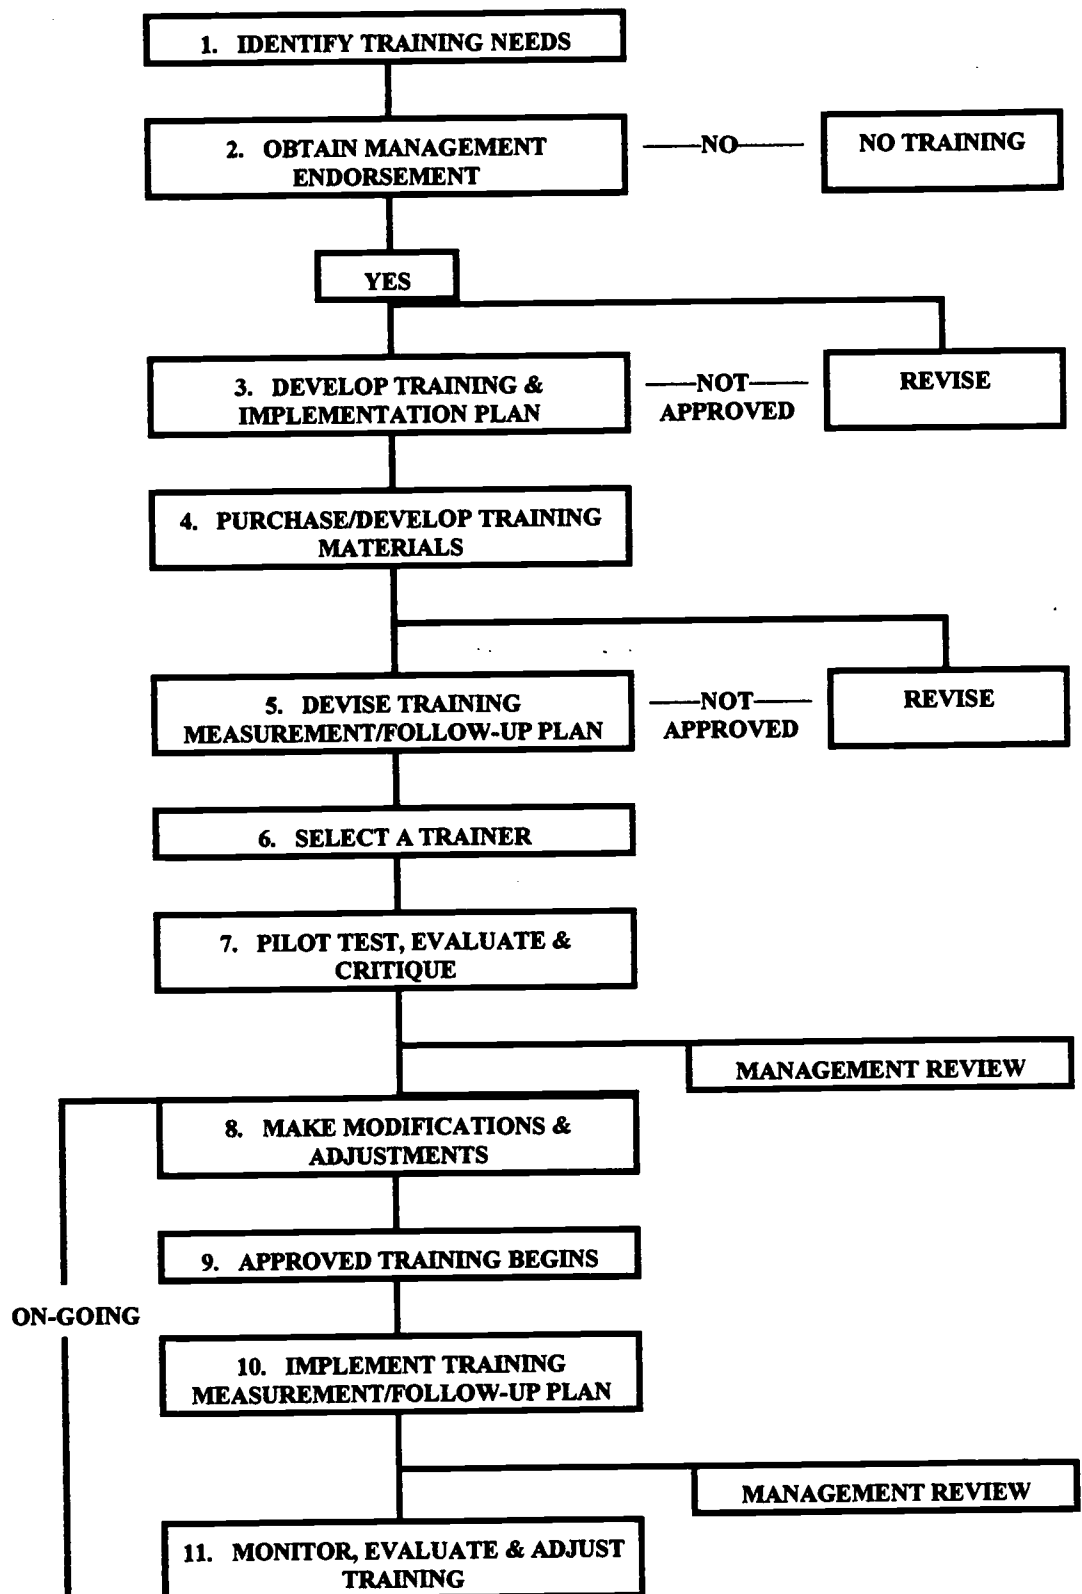 1. IDENTIFY TRAINING NEEDS
2. OBTAIN MANAGEMENT
ENDORSEMENT
NO
NO TRAINING
YES
3. DEVELOP TRAINING &
IMPLEMENTATION PLAN
NOT
APPROVED
REVISE
4. PURCHASE/DEVELOP TRAINING
MATERIALS
5. DEVISE TRAINING
MEASUREMENT/FOLLOW-UP PLAN
NOT
APPROVED
REVISE
6. SELECT A TRAINER
7. PILOT TEST, EVALUATE &
CRITIQUE
MANAGEMENT REVIEW
8. MAKE MODIFICATIONS &
ADJUSTMENTS
9. APPROVED TRAINING BEGINS
ON-GOING
10. IMPLEMENT TRAINING
MEASUREMENT/FOLLOW-UP PLAN
MANAGEMENT REVIEW
11. MONITOR, EVALUATE & ADJUST
TRAINING